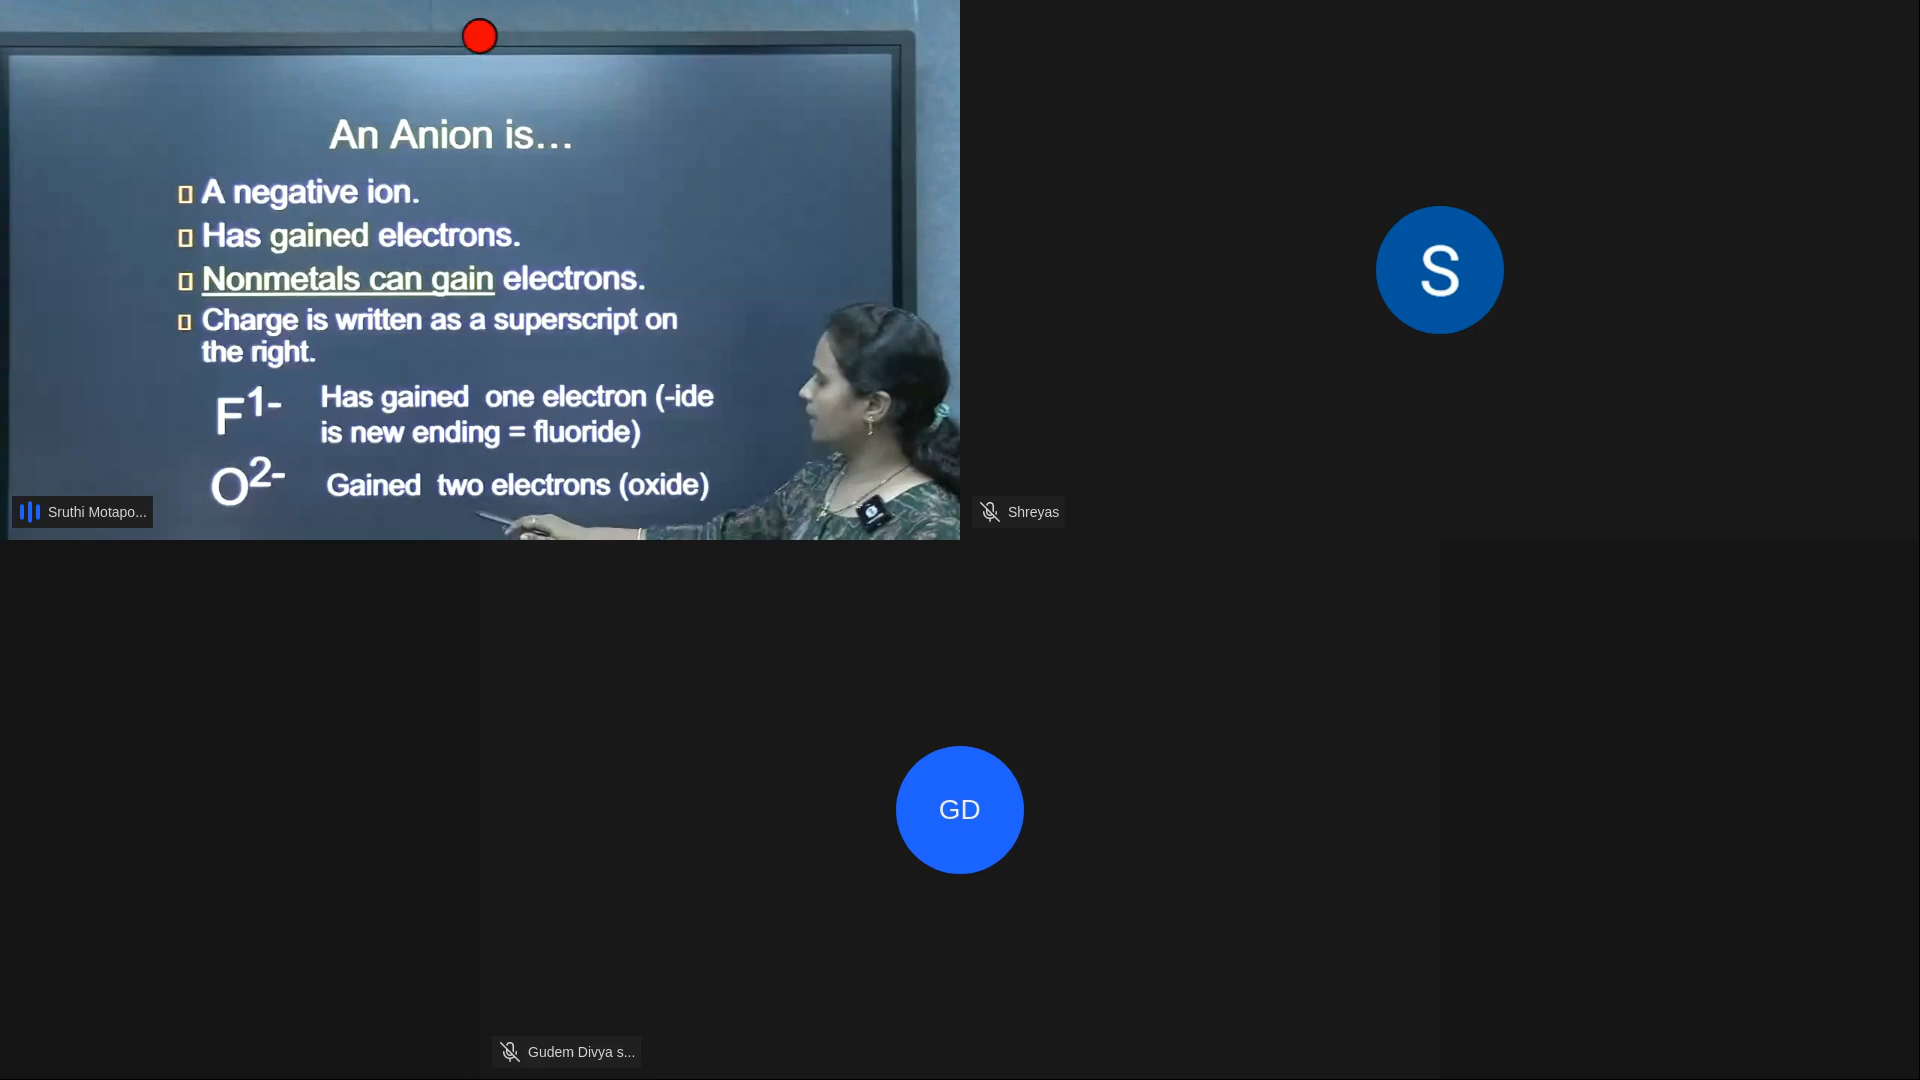 An Anion is...
A negative ion.
Has gained electrons.
Nonmetals can gain electrons.
Charge is written as a superscript on
the right.
F1- Has gained one electron (-ide
is new ending = fluoride)
O2- Gained two electrons (oxide)
Sruthi Motapo...
S
Shreyas
GD
Gudem Divya s...